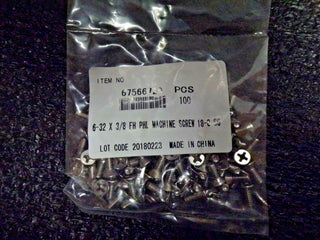 ITEM NO PCS
100
6-32 X 3/8 FH PHL MACHINE SCREW 18-8 SS
LOT CODE 20180223 MADE IN CHINA